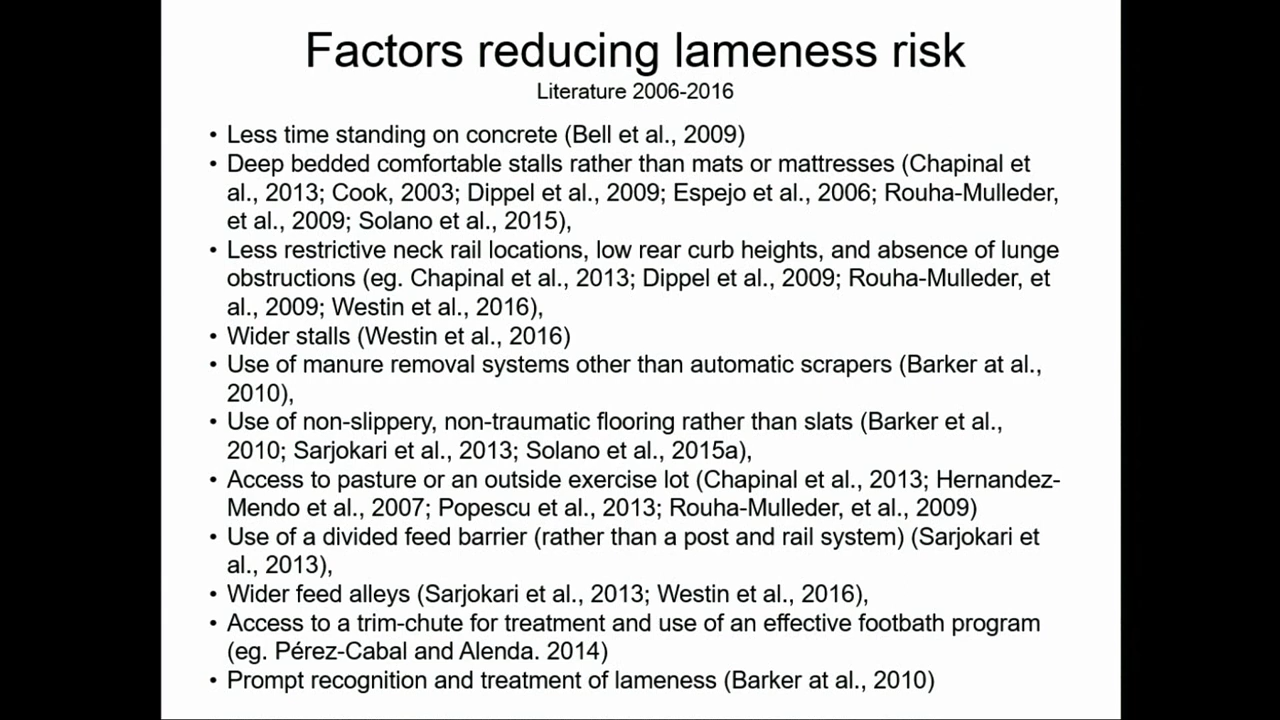 Factors reducing lameness risk
Literature 2006-2016
• Less time standing on concrete (Bell et al., 2009)
• Deep bedded comfortable stalls rather than mats or mattresses (Chapinal et
al., 2013; Cook, 2003; Dippel et al., 2009; Espejo et al., 2006; Rouha-Mulleder,
et al., 2009; Solano et al., 2015),
• Less restrictive neck rail locations, low rear curb heights, and absence of lunge
obstructions (eg. Chapinal et al., 2013; Dippel et al., 2009; Rouha-Mulleder, et
al., 2009; Westin et al., 2016),
• Wider stalls (Westin et al., 2016)
• Use of manure removal systems other than automatic scrapers (Barker at al.,
2010),
• Use of non-slippery, non-traumatic flooring rather than slats (Barker et al.,
2010; Sarjokari et al., 2013; Solano et al., 2015a),
• Access to pasture or an outside exercise lot (Chapinal et al., 2013; Hernandez-
Mendo et al., 2007; Popescu et al., 2013; Rouha-Mulleder, et al., 2009)
• Use of a divided feed barrier (rather than a post and rail system) (Sarjokari et
al., 2013),
• Wider feed alleys (Sarjokari et al., 2013; Westin et al., 2016),
• Access to a trim-chute for treatment and use of an effective footbath program
(eg. Pérez-Cabal and Alenda. 2014)
• Prompt recognition and treatment of lameness (Barker at al., 2010)